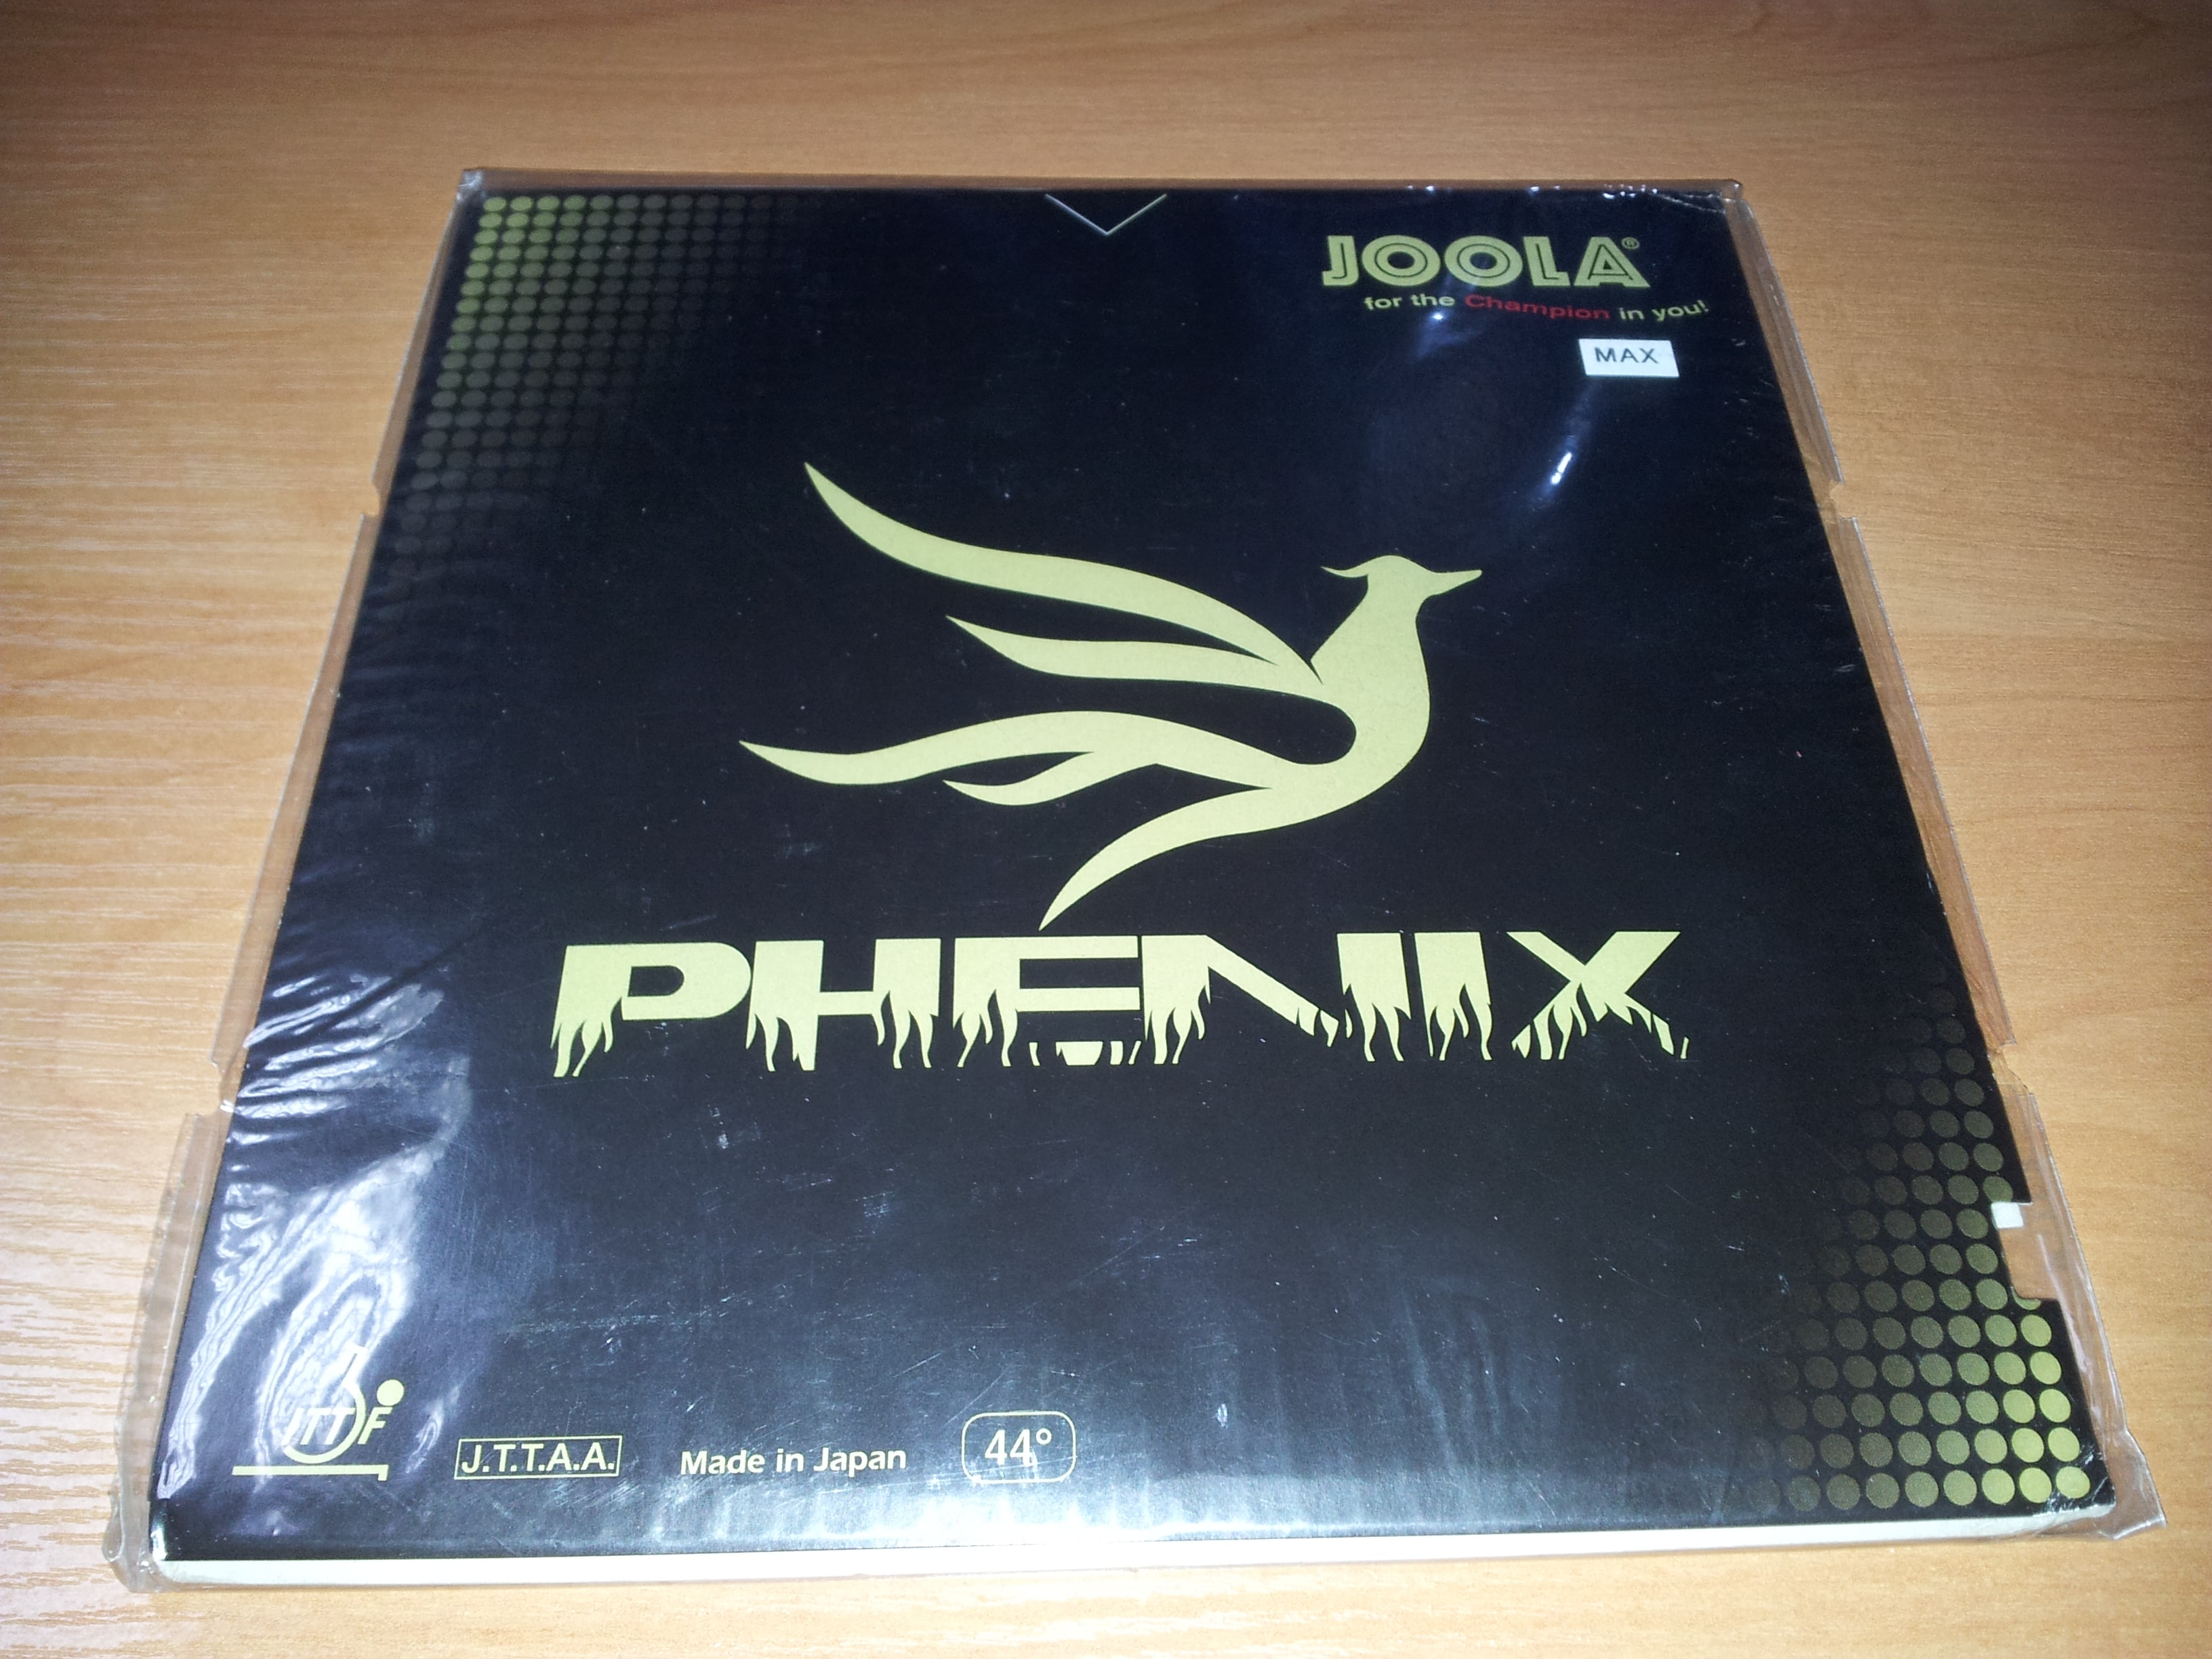 JOOLA®
for the Champion in you!
MAX
PHENIX
ITTF
J.T.T.A.A.
Made in Japan
44°